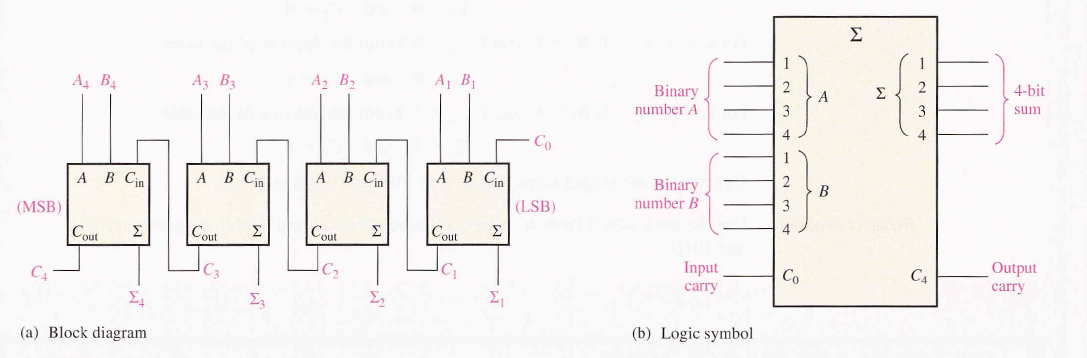 A₄ B₄ A₃ B₃ A₂ B₂ A₁ B₁
C₀
A B Cin A B Cin A B Cin A B Cin
(MSB) (LSB)
Cout Σ Cout Σ Cout Σ Cout Σ
C₄ C₃ C₂ C₁
Σ₄ Σ₃ Σ₂ Σ₁
(a) Block diagram
Σ
Binary
number A
1
2
3
4
A
Binary
number B
1
2
3
4
B
Input
carry
C₀
Σ
1
2
3
4
4-bit
sum
C₄
Output
carry
(b) Logic symbol